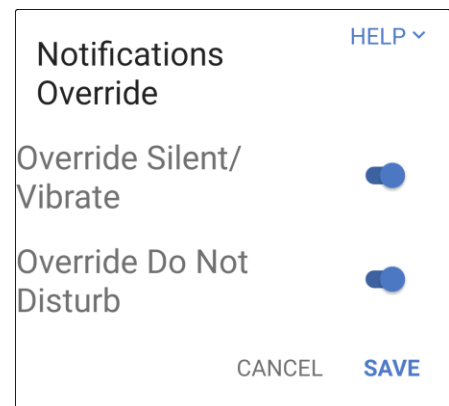 HELP
Notifications
Override
Override Silent/
Vibrate
Override Do Not
Disturb
CANCEL SAVE